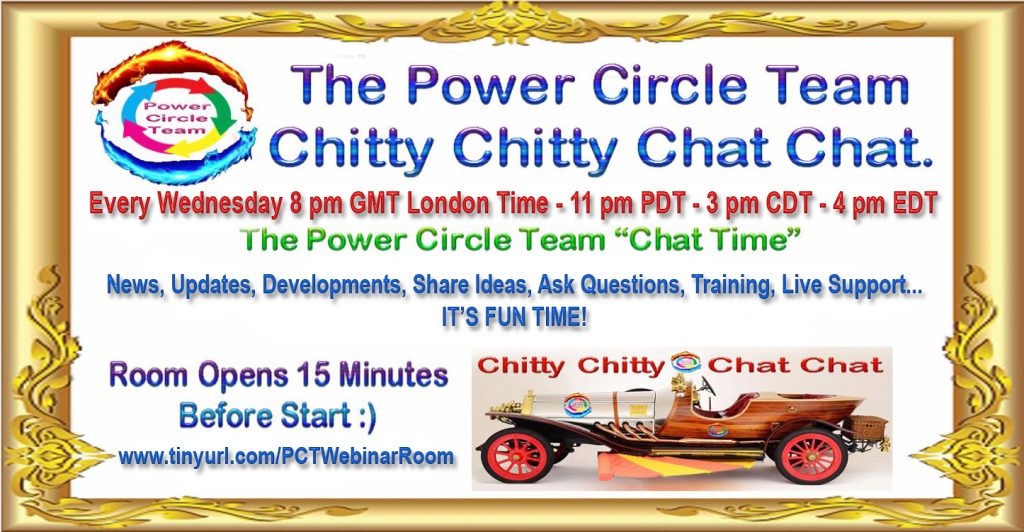 Power
Circle
Team
The Power Circle Team
Chitty Chitty Chat Chat.
Every Wednesday 8 pm GMT London Time - 11 pm PDT - 3 pm CDT - 4 pm EDT
The Power Circle Team “Chat Time”
News, Updates, Developments, Share Ideas, Ask Questions, Training, Live Support...
IT'S FUN TIME!
Room Opens 15 Minutes
Before Start :)
www.tinyurl.com/PCTWebinarRoom
Chitty Chitty Chat Chat